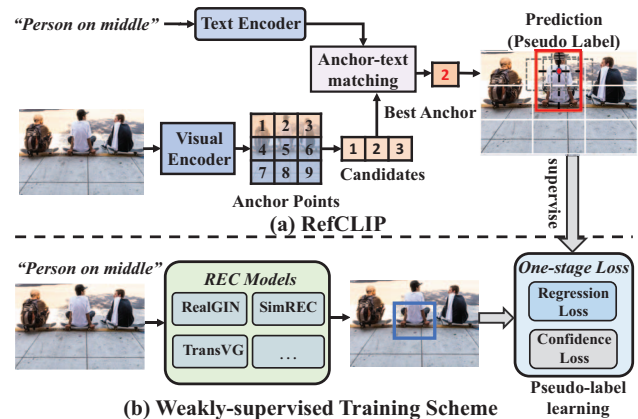 “Person on middle”
Text Encoder
Prediction
(Pseudo Label)
Anchor-text
matching
2
Best Anchor
Visual
Encoder
1 2 3
4 5 6
7 8 9
Anchor Points
1 2 3
Candidates
(a) RefCLIP
supervise
“Person on middle”
REC Models
RealGIN
SimREC
TransVG
...
One-stage Loss
Regression
Loss
Confidence
Loss
Pseudo-label
learning
(b) Weakly-supervised Training Scheme